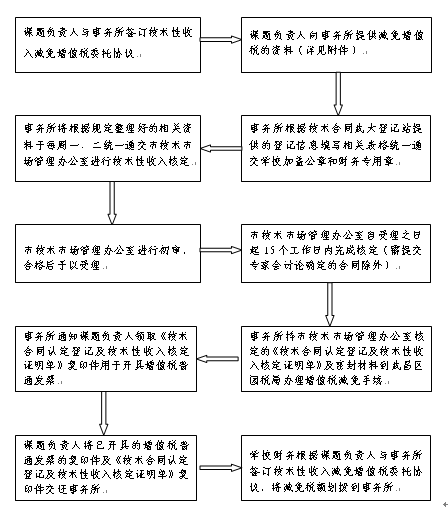 课题负责人与事务所签订技术性收
入减免增值税委托协议。
课题负责人向事务所提供减免增值
税的资料（详见附件）
事务所将根据规定整理好的相关资
料于每周一、二统一递交市技术市
场管理办公室进行技术性收入核定
事务所根据技术合同武大登记站
提供的登记信息填写相关表格统一递
交学校加盖公章和财务专用章
市技术市场管理办公室进行初审，
合格后予以受理
市技术市场管理办公室自受理之日
起15个工作日内完成核定（需提交
专家会讨论确定的合同除外）
事务所通知课题负责人领取《技术
合同认定登记及技术性收入核定
证明单》复印件用于开具增值税普
通发票
事务所持市技术市场管理办公室核
定的《技术合同认定登记及技术性收
入核定证明单》及密封材料到武昌区
国税局办理增值税减免手续
课题负责人将已开具的增值税普
通发票的复印件及《技术合同认定
登记及技术性收入核定证明单》复
印件交还事务所
学校财务根据课题负责人与事务所
签订技术性收入减免增值税委托协
议，将减免税额划拨到事务所